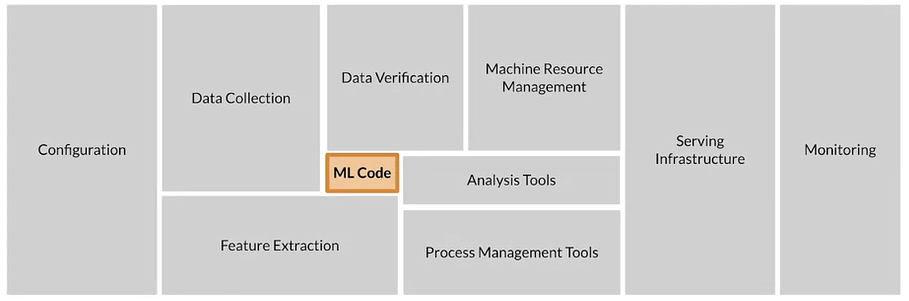 Configuration
Data Collection
Data Verification
Machine Resource
Management
ML Code
Analysis Tools
Feature Extraction
Process Management Tools
Serving
Infrastructure
Monitoring